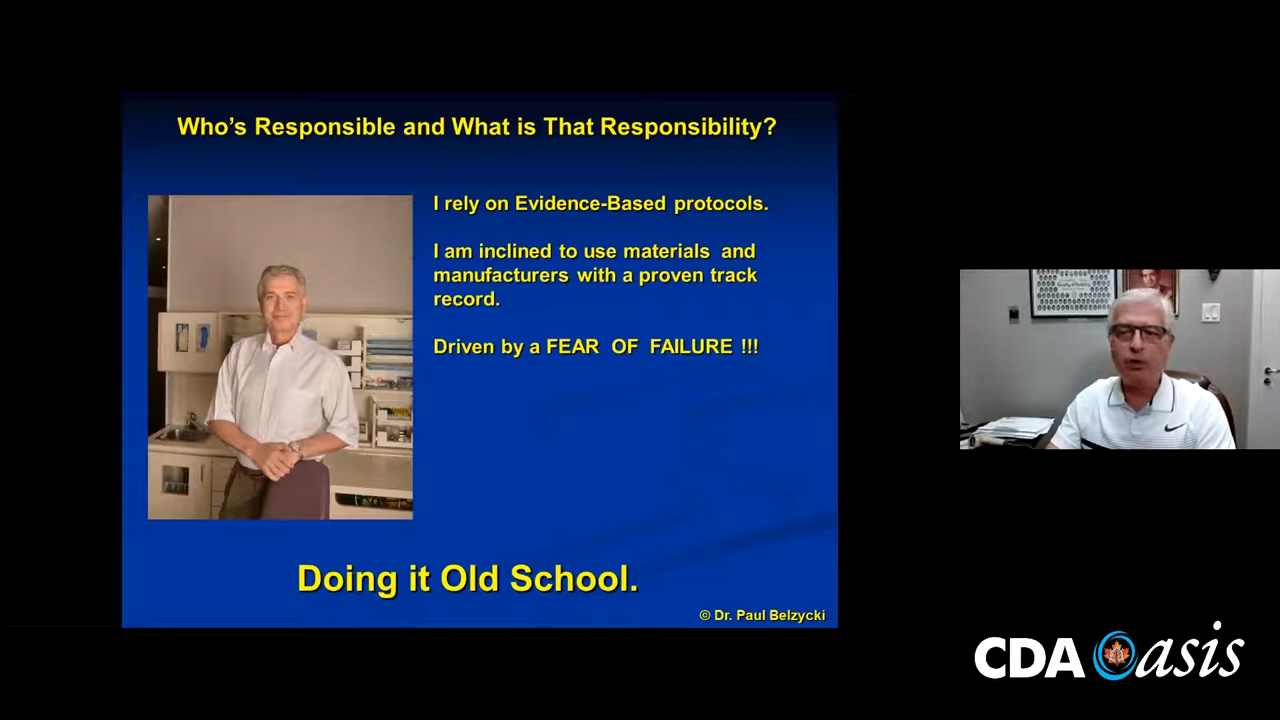 Who's Responsible and What is That Responsibility?
I rely on Evidence-Based protocols.
I am inclined to use materials and
manufacturers with a proven track
record.
Driven by a FEAR OF FAILURE !!!
Doing it Old School.
© Dr. Paul Belzycki
CDA Oasis